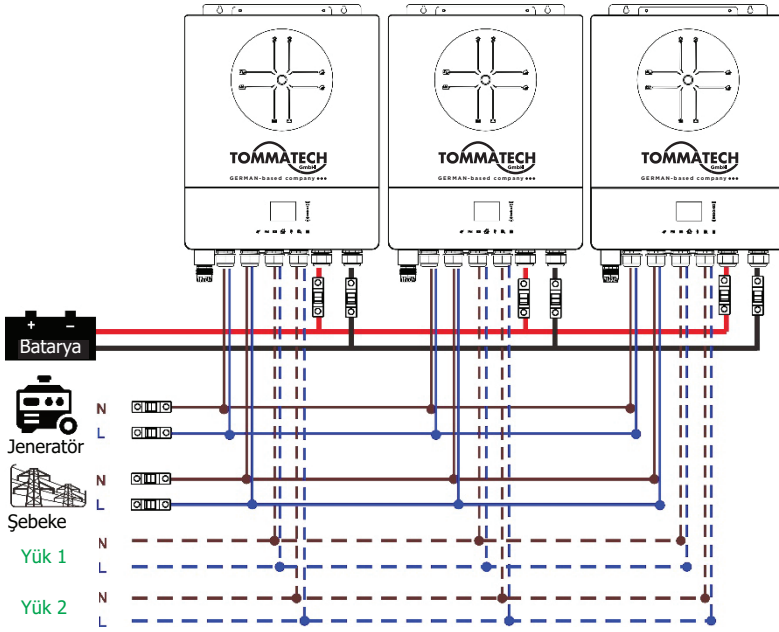 TOMMATECH
GmbH
GERMAN-based company
TOMMATECH
GmbH
GERMAN-based company
TOMMATECH
GmbH
GERMAN-based company
+ −
Batarya
N
L
Jeneratör
N
L
Şebeke
Yük 1
N
L
Yük 2
N
L